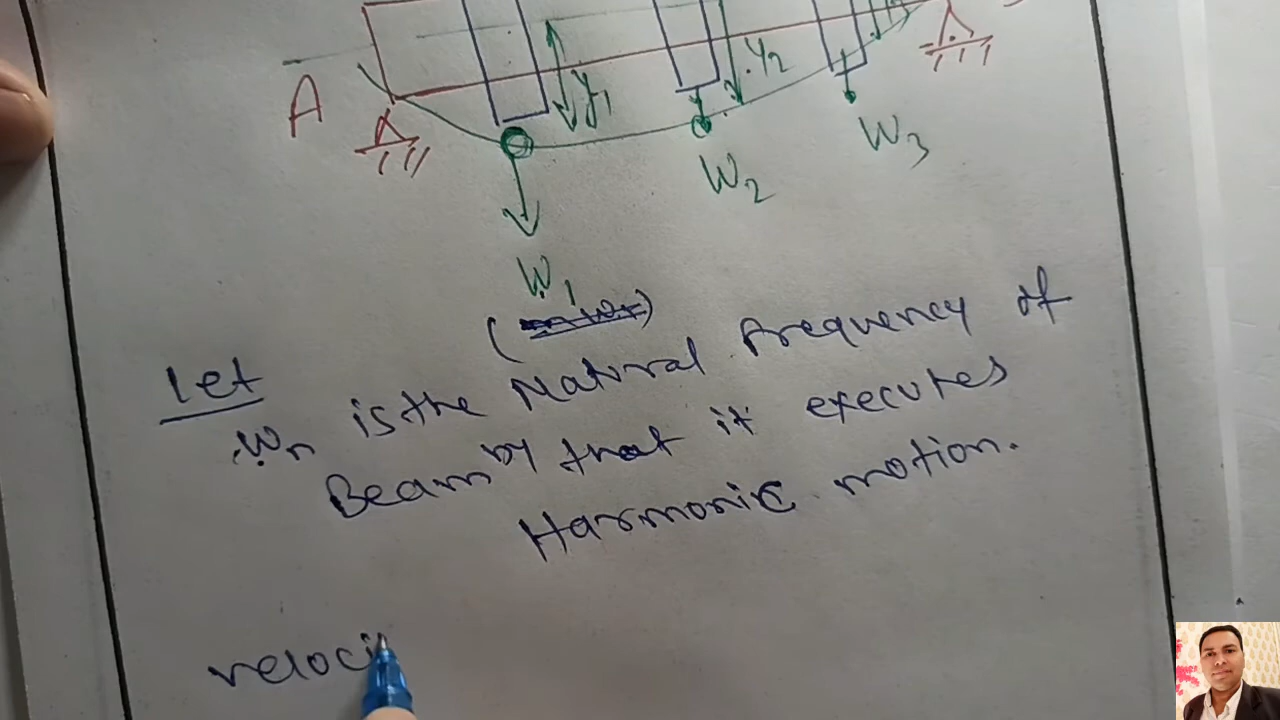 A
y1
y2
W3
W2
W1
Let
Wn is the Natural frequency of
Beam by that it executes
Harmonic motion.
veloci